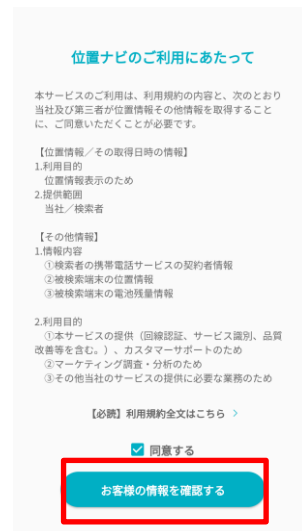 位置ナビのご利用にあたって
本サービスのご利用は、利用規約の内容と、次のとおり
当社及び第三者が位置情報その他情報を取得すること
に、ご同意いただくことが必要です。
【位置情報／その取得日時の情報】
1.利用目的
位置情報表示のため
2.提供範囲
当社／検索者
【その他情報】
1.情報内容
①検索者の携帯電話サービスの契約者情報
②被検索端末の位置情報
③被検索端末の電池残量情報
2.利用目的
①本サービスの提供（回線認証、サービス識別、品質
改善等を含む。）、カスタマーサポートのため
②マーケティング調査・分析のため
③その他当社のサービスの提供に必要な業務のため
【必読】利用規約全文はこちら >
同意する
お客様の情報を確認する